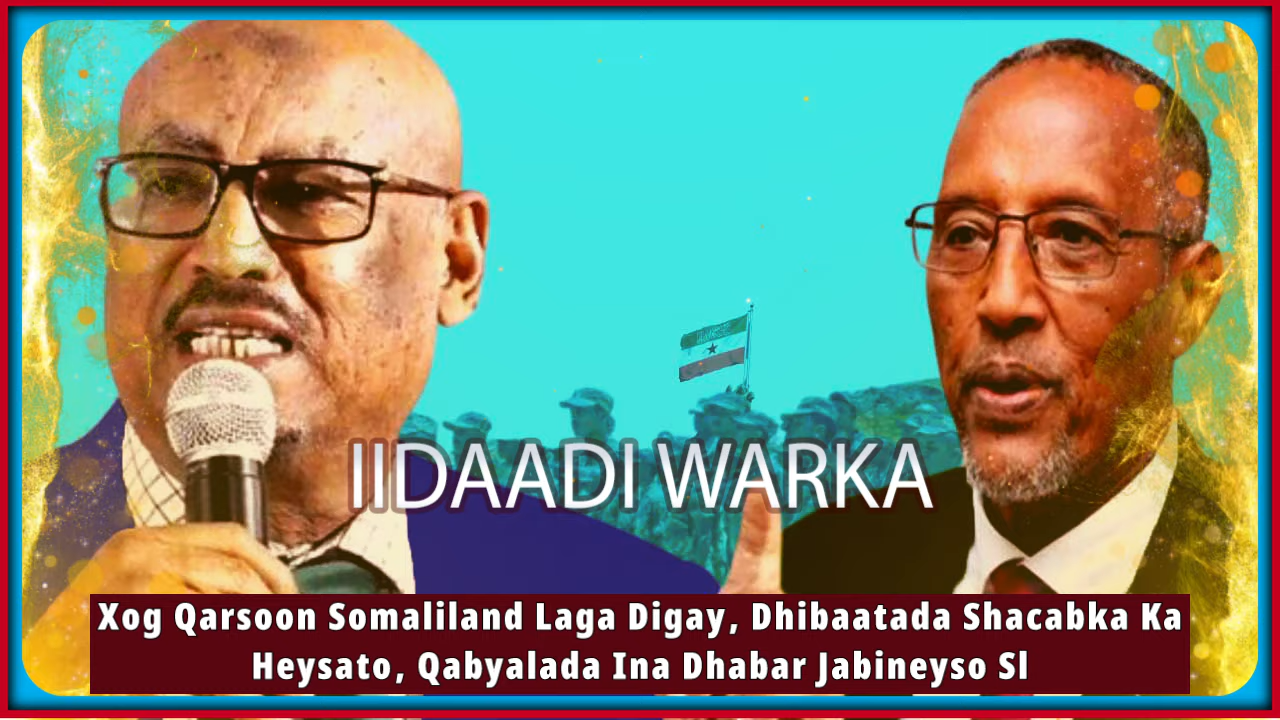 IIDAADI WARKA
Xog Qarsoon Somaliland Laga Digay, Dhibaatada Shacabka Ka
Heysato, Qabyalada Ina Dhabar Jabineyso Sl